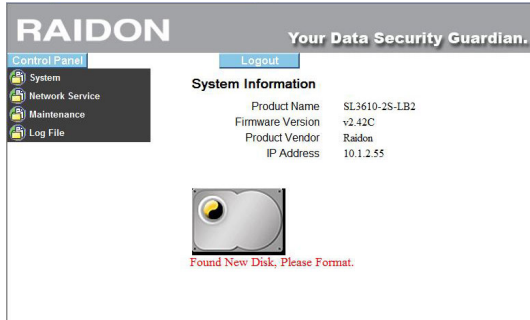 RAIDON
Your Data Security Guardian.
Control Panel
Logout
System
Network Service
Maintenance
Log File
System Information
Product Name SL3610-2S-LB2
Firmware Version v2.42C
Product Vendor Raidon
IP Address 10.1.2.55
Found New Disk, Please Format.